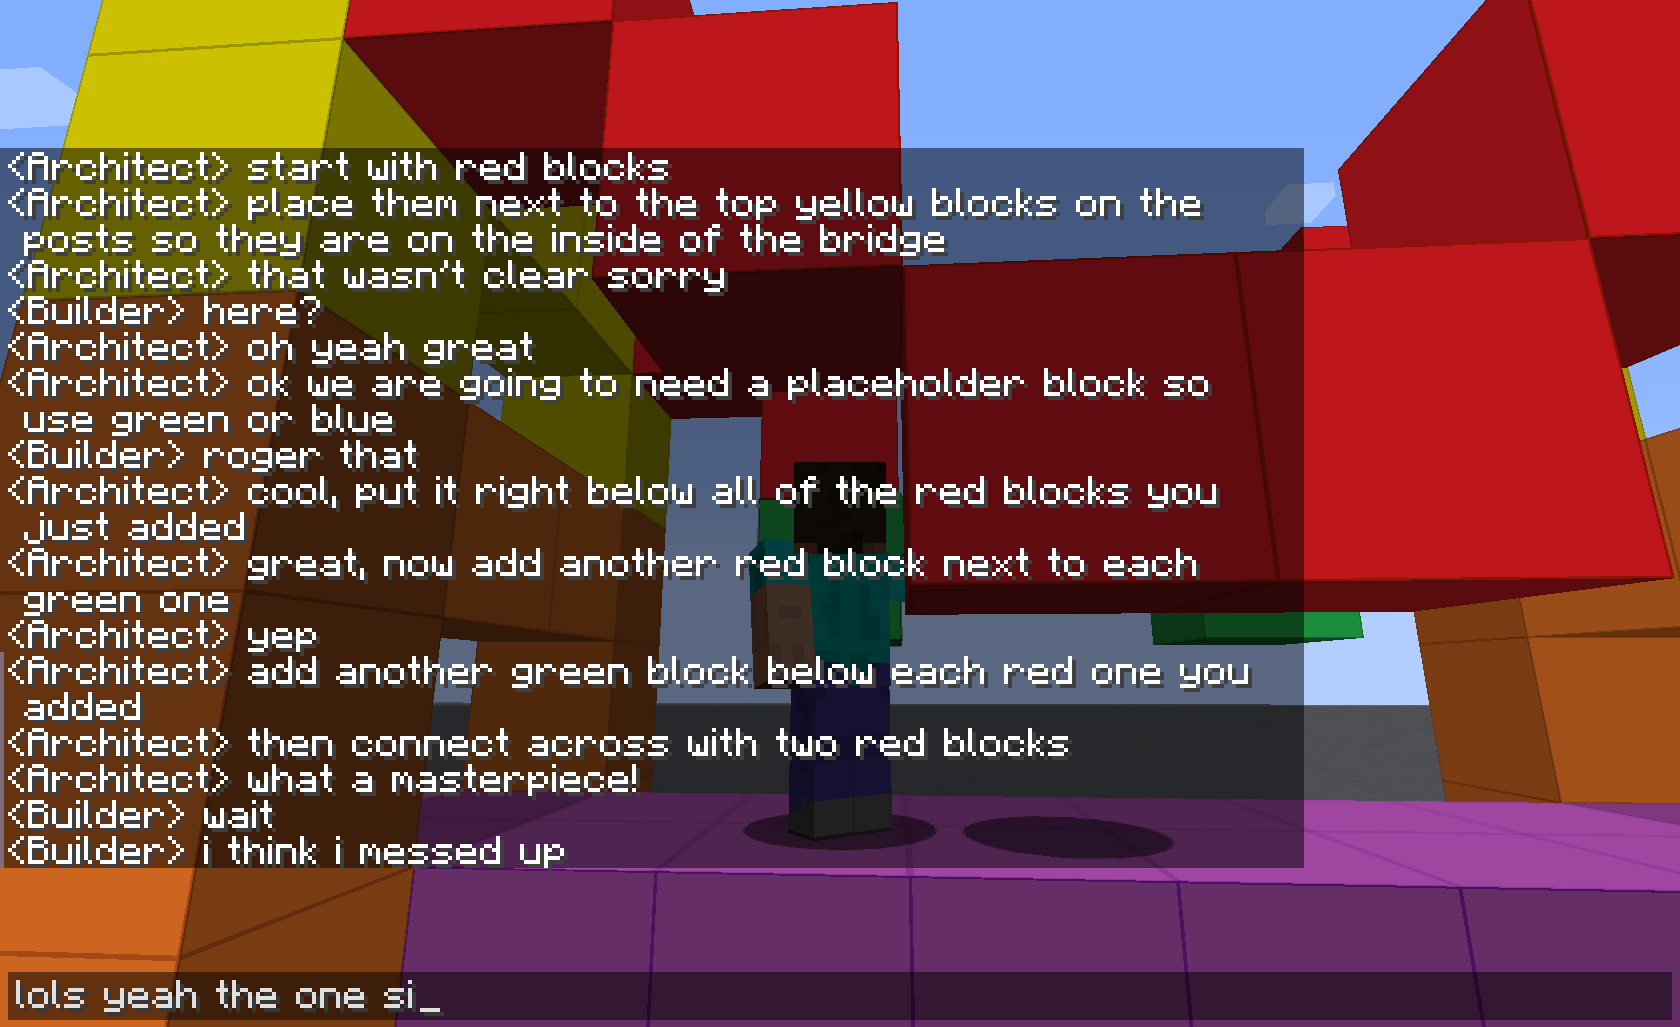 <Architect> start with red blocks
<Architect> place them next to the top yellow blocks on the
posts so they are on the inside of the bridge
<Architect> that wasn't clear sorry
<Builder> here?
<Architect> oh yeah great
<Architect> ok we are going to need a placeholder block so
use green or blue
<Builder> roger that
<Architect> cool, put it right below all of the red blocks you
just added
<Architect> great, now add another red block next to each
green one
<Architect> yep
<Architect> add another green block below each red one you
added
<Architect> then connect across with two red blocks
<Architect> what a masterpiece!
<Builder> wait
<Builder> i think i messed up
lols yeah the one si_